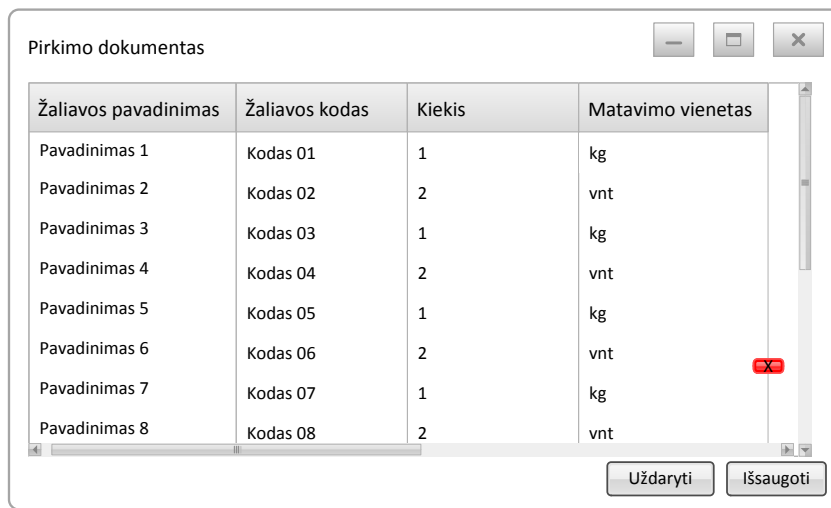 Pirkimo dokumentas
Žaliavos pavadinimas Žaliavos kodas Kiekis Matavimo vienetas
Pavadinimas 1 Kodas 01 1 kg
Pavadinimas 2 Kodas 02 2 vnt
Pavadinimas 3 Kodas 03 1 kg
Pavadinimas 4 Kodas 04 2 vnt
Pavadinimas 5 Kodas 05 1 kg
Pavadinimas 6 Kodas 06 2 vnt
X
Pavadinimas 7 Kodas 07 1 kg
Pavadinimas 8 Kodas 08 2 vnt
Uždaryti Išsaugoti